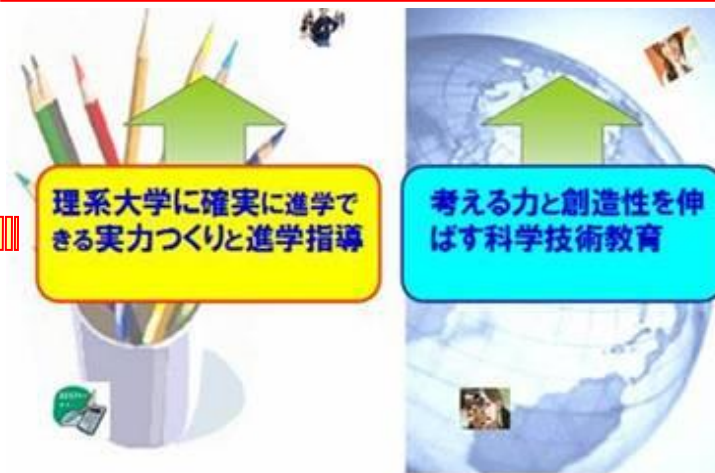 理系大学に確実に進学で
きる実力つくりと進学指導
考える力と創造性を伸
ばす科学技術教育